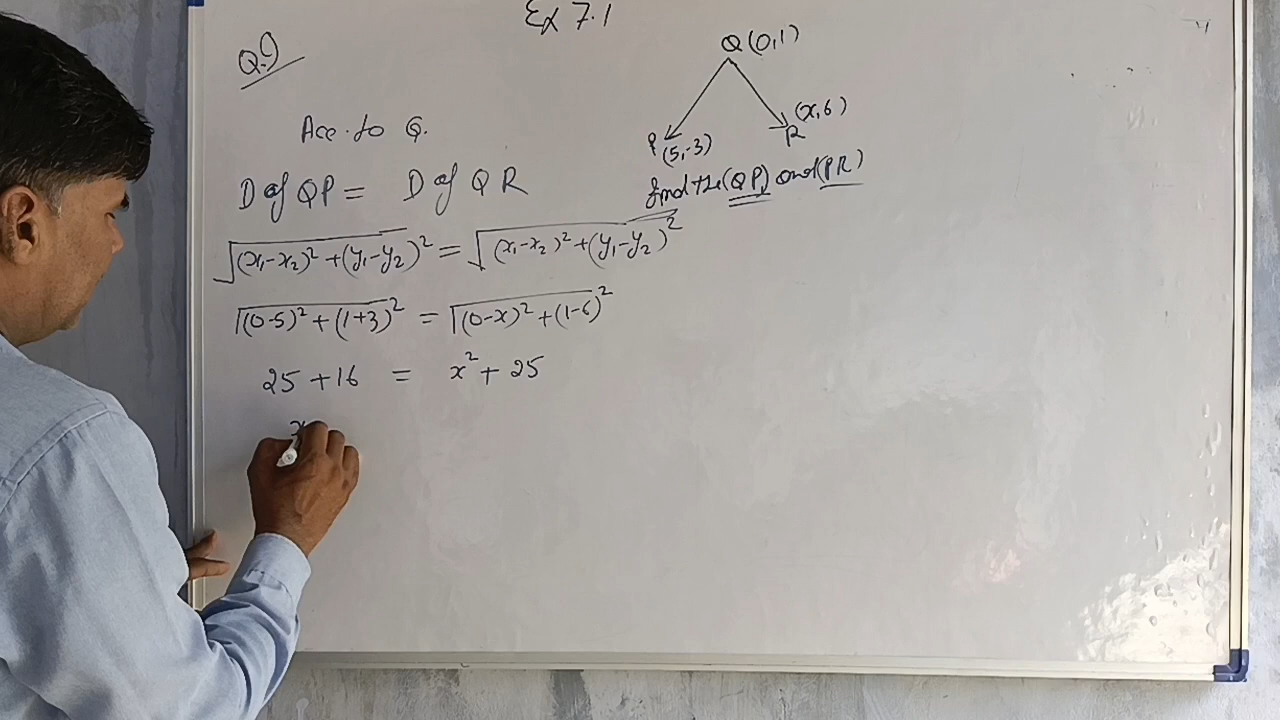 Ex 7.1
Q.9
Q(0,1)
(x,6)
P
R
(5,-3)
Acc. to Q.
find the (QP) and (PR)
D of QP = D of QR
√(x₁-x₂)² + (y₁-y₂)² = √(x₁-x₂)² + (y₁-y₂)²
√(0-5)² + (1+3)² = √(0-x)² + (1-6)²
25 + 16 = x² + 25
x